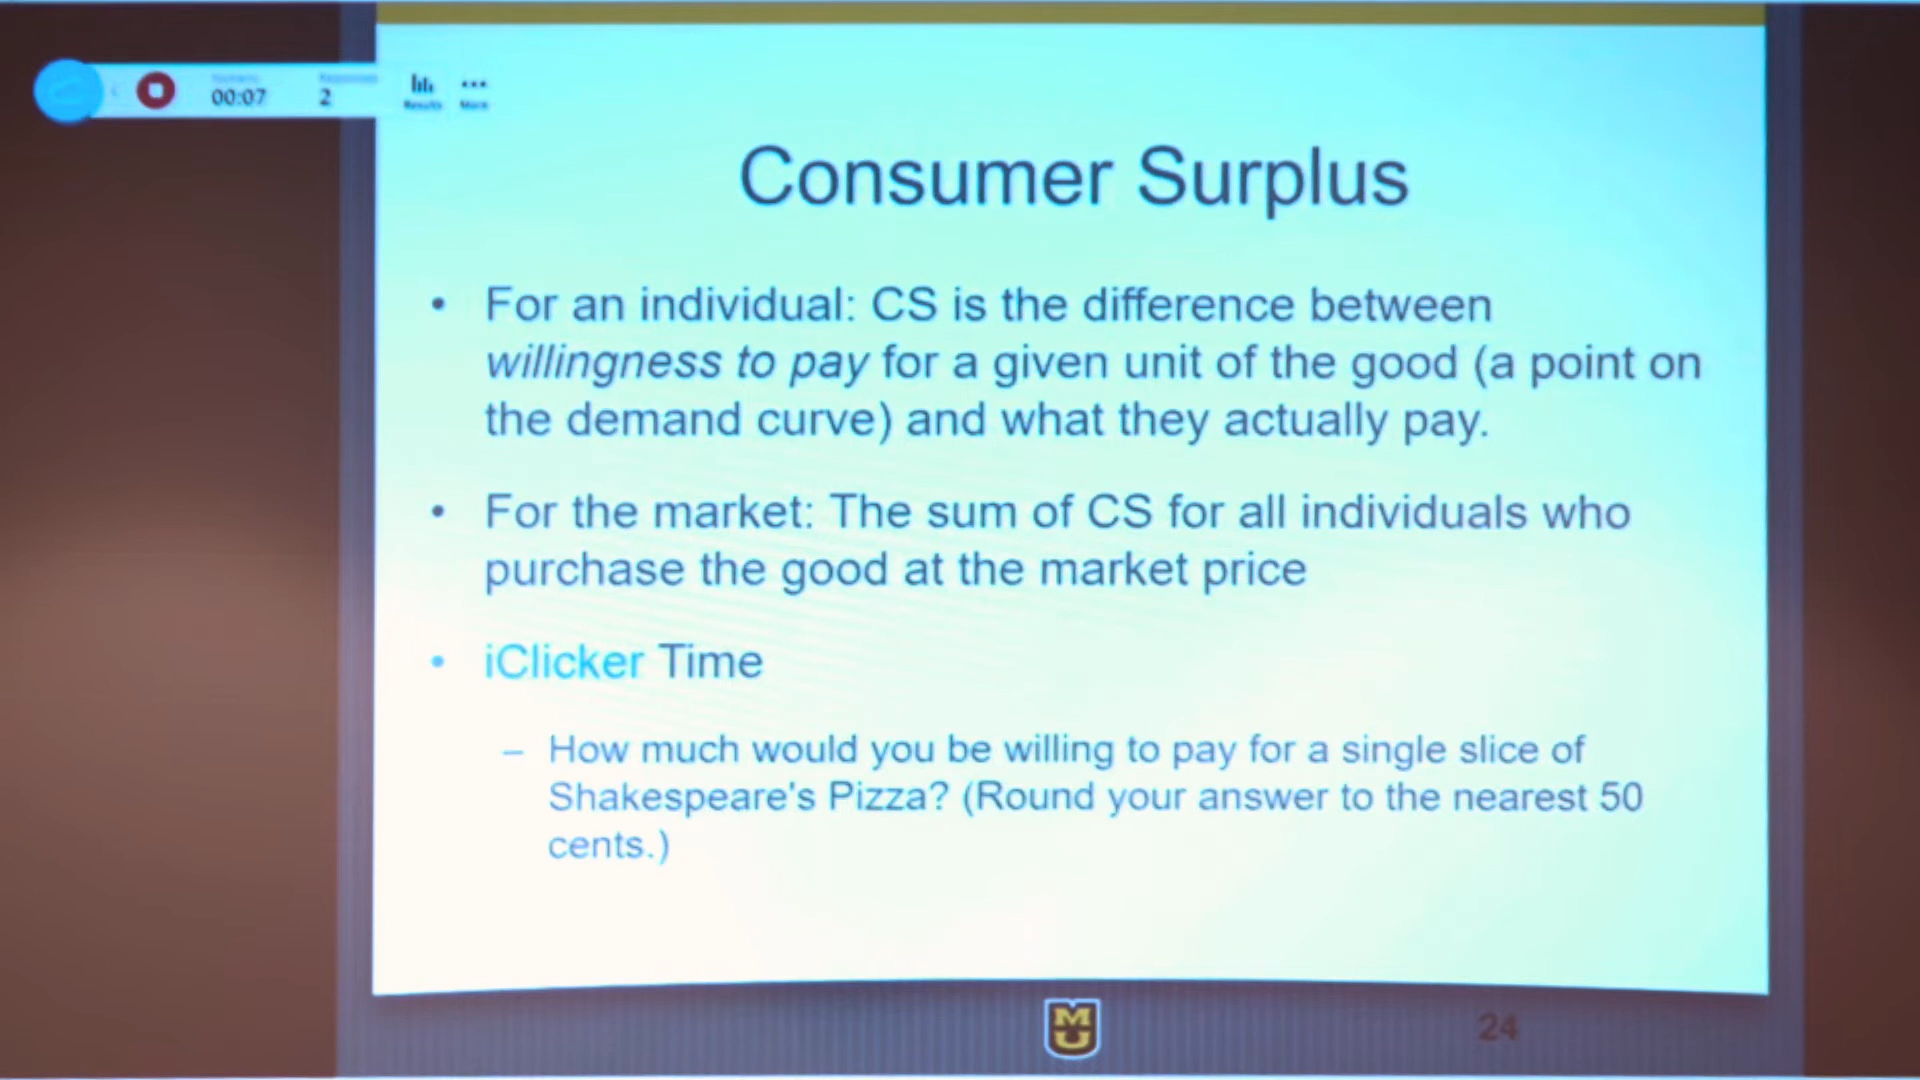 00:07
2
Results
More
Consumer Surplus
• For an individual: CS is the difference between
willingness to pay for a given unit of the good (a point on
the demand curve) and what they actually pay.
• For the market: The sum of CS for all individuals who
purchase the good at the market price
• iClicker Time
– How much would you be willing to pay for a single slice of
Shakespeare's Pizza? (Round your answer to the nearest 50
cents.)
MU
24